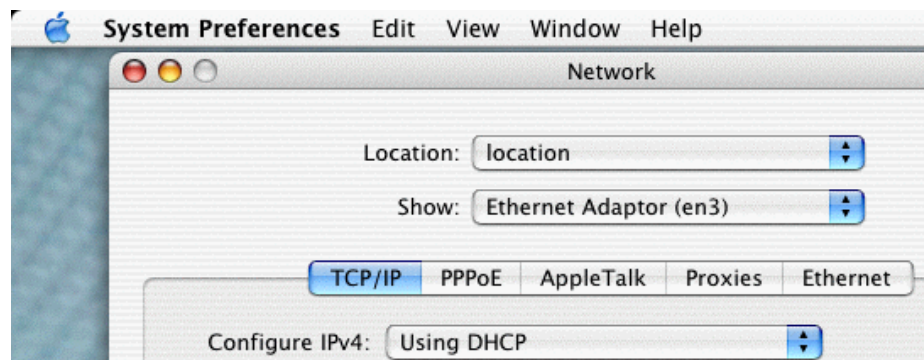 System Preferences Edit View Window Help
Network
Location: location
Show: Ethernet Adaptor (en3)
TCP/IP PPPoE AppleTalk Proxies Ethernet
Configure IPv4: Using DHCP